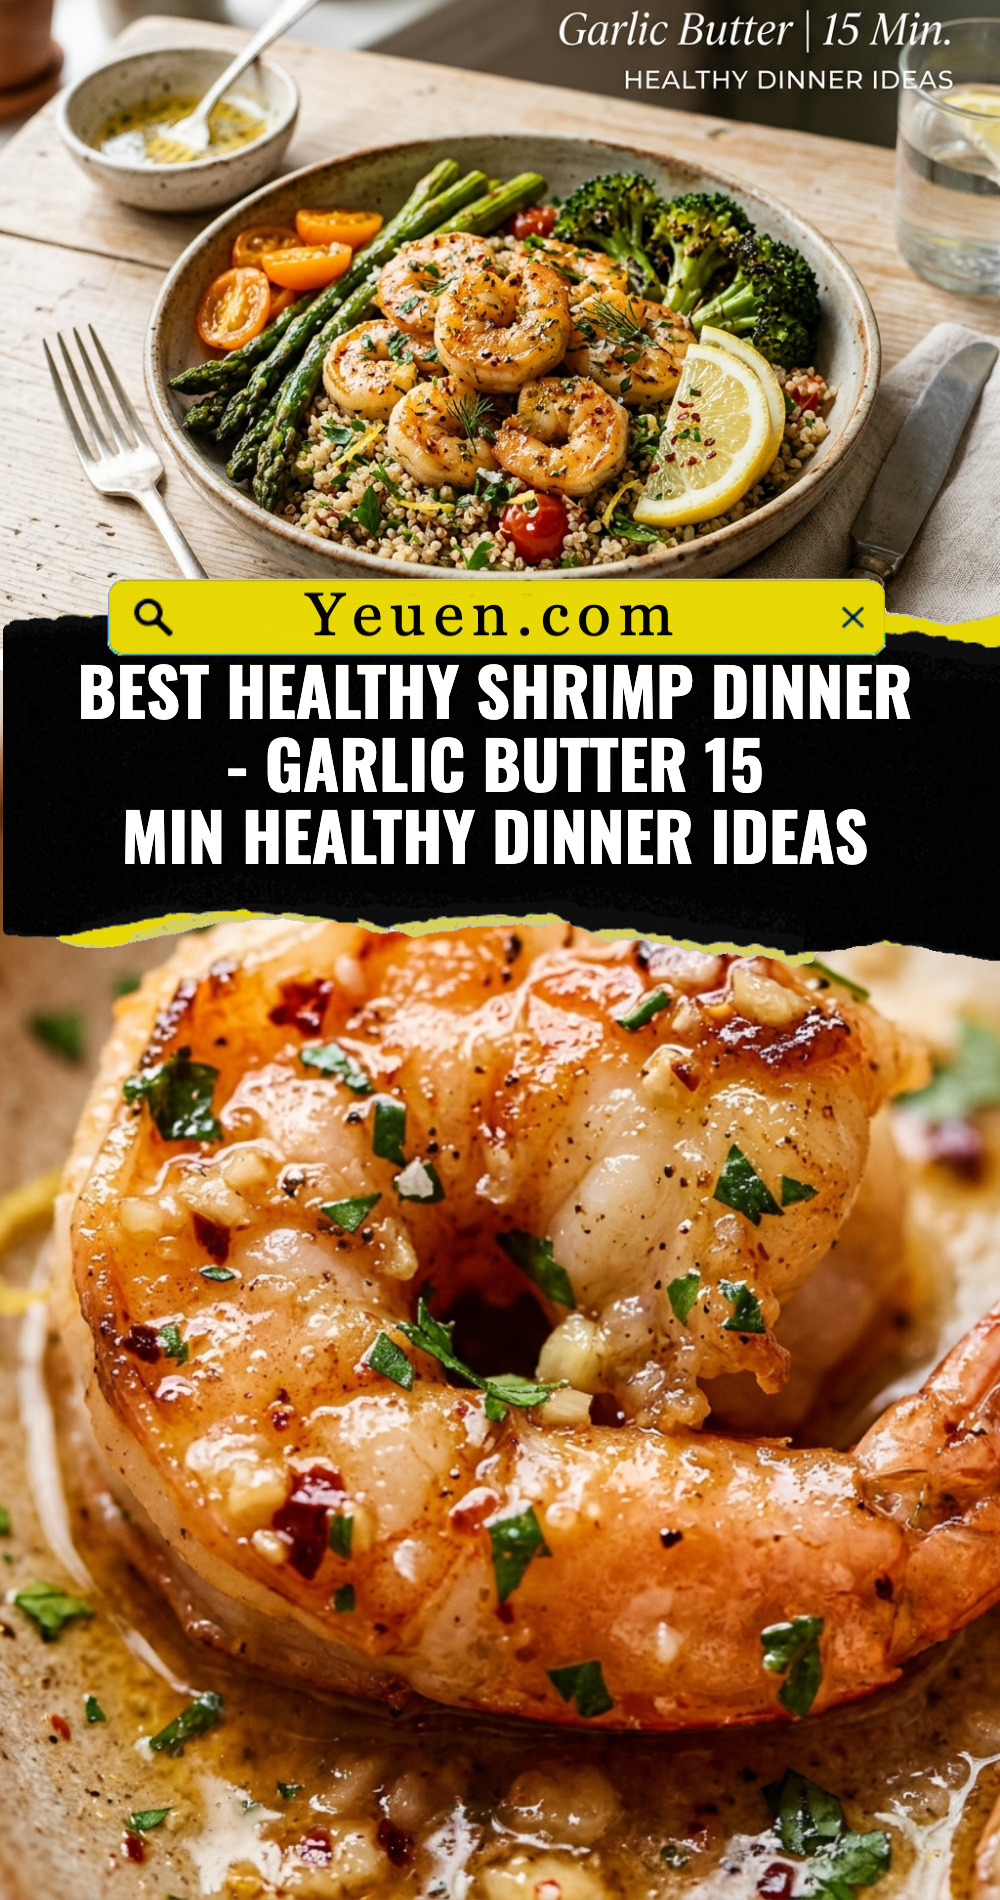 Garlic Butter | 15 Min.
HEALTHY DINNER IDEAS
Yeuen.com
BEST HEALTHY SHRIMP DINNER
- GARLIC BUTTER 15
MIN HEALTHY DINNER IDEAS